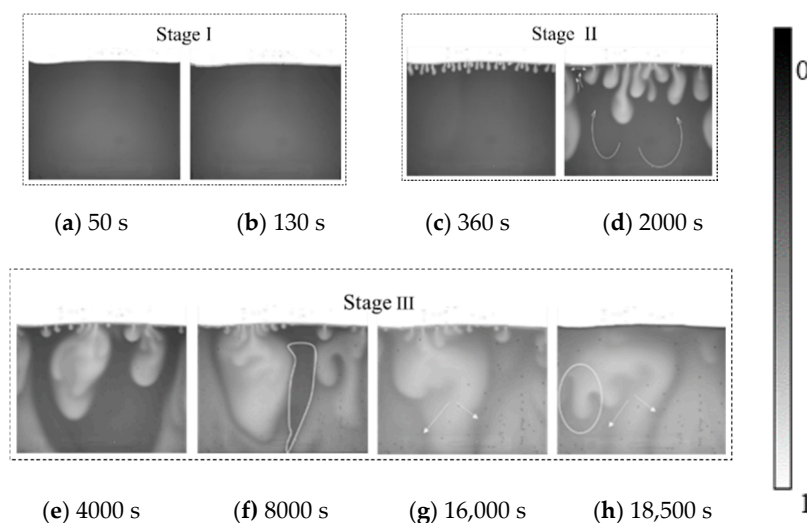 Stage I
Stage II
0
(a) 50 s
(b) 130 s
(c) 360 s
(d) 2000 s
Stage III
(e) 4000 s
(f) 8000 s
(g) 16,000 s
(h) 18,500 s
1